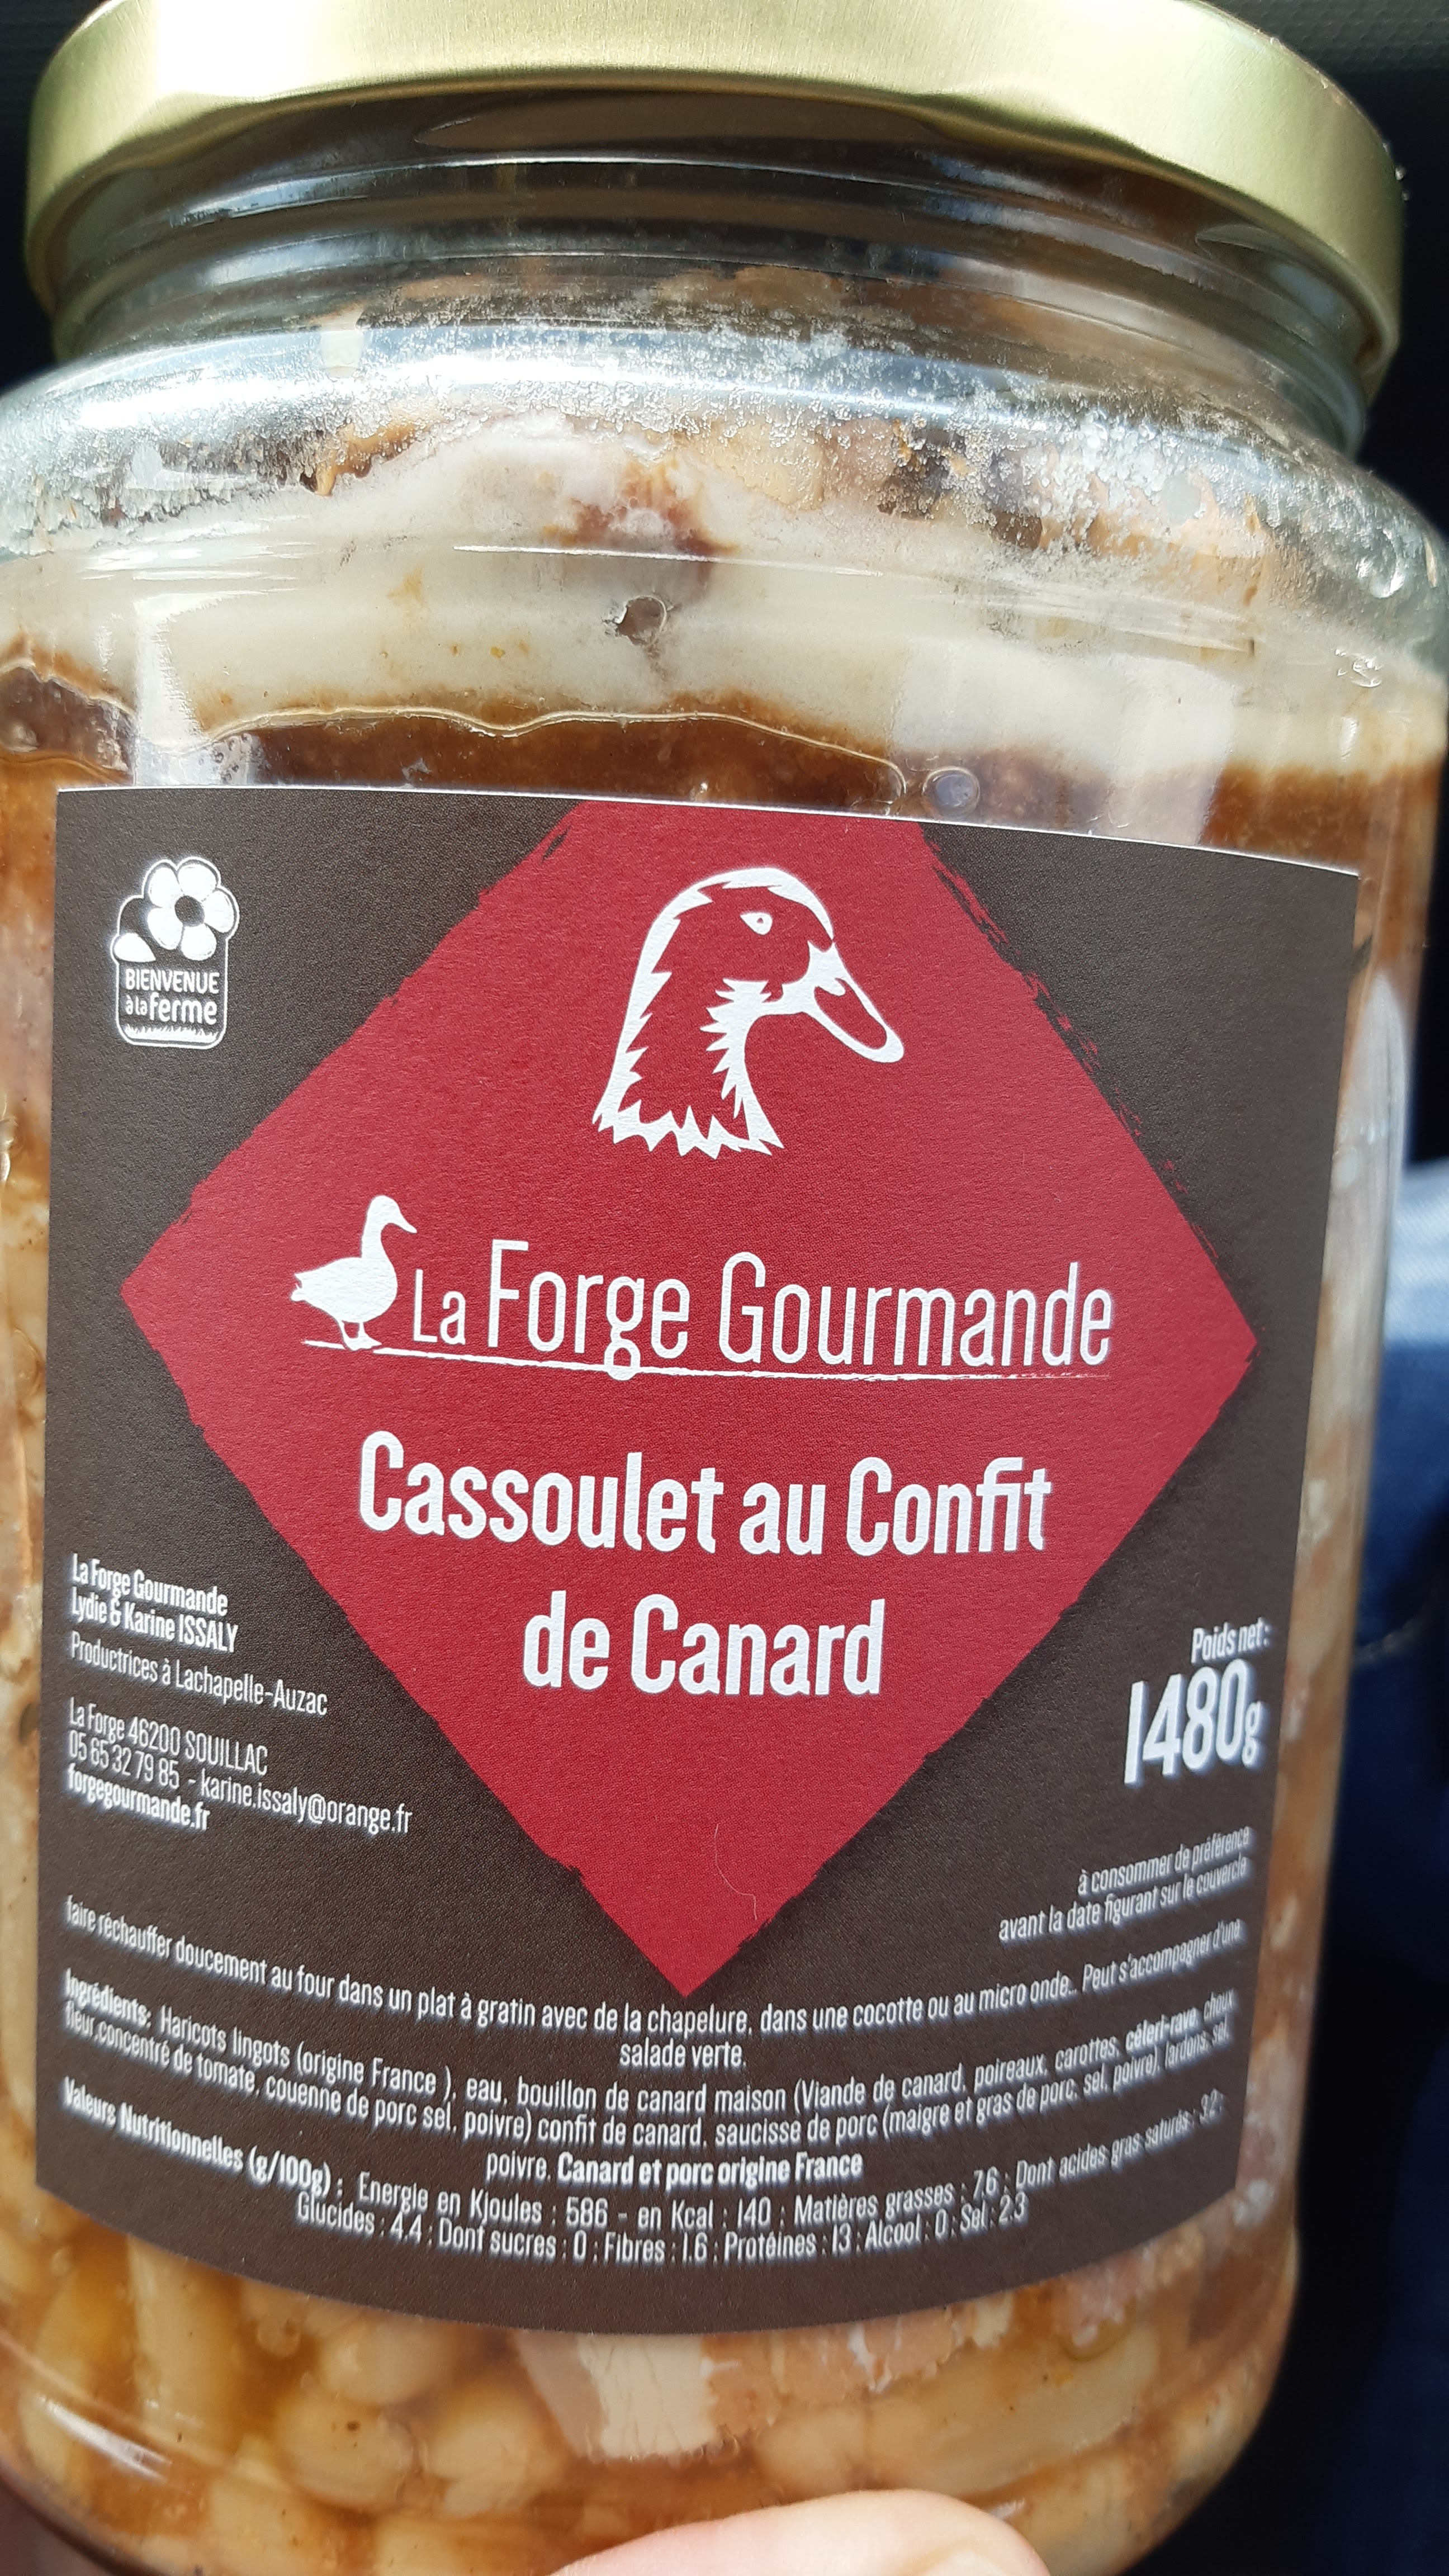 BIENVENUE
à la ferme
La Forge Gourmande
Cassoulet au Confit
de Canard
La Forge Gourmande
Lydie & Karine ISSALY
Productrices à Lachapelle-Auzac
La Forge 46200 SOUILLAC
05 65 32 79 85 - karine.issaly@orange.fr
forgegourmande.fr
Poids net :
1480g
à consommer de préférence
avant la date figurant sur le couvercle
faire réchauffer doucement au four dans un plat à gratin avec de la chapelure, dans une cocotte ou au micro onde.. Peut s'accompagner d'une
salade verte.
Ingrédients: Haricots lingots (origine France ), eau, bouillon de canard maison (Viande de canard, poireaux, carottes, céleri-rave, choux
fleur,concentré de tomate, couenne de porc sel, poivre) confit de canard, saucisse de porc (maigre et gras de porc, sel, poivre), lardons, sel,
poivre. Canard et porc origine France
Valeurs Nutritionnelles (g/100g) : Energie en Kjoules : 586 - en Kcal : 140 ; Matières grasses : 7.6 ; Dont acides gras saturés : 3.2 ;
Glucides : 4.4 ; Dont sucres : 0 ; Fibres : 1.6 ; Protéines : 13 ; Alcool : 0 ; Sel : 2.3